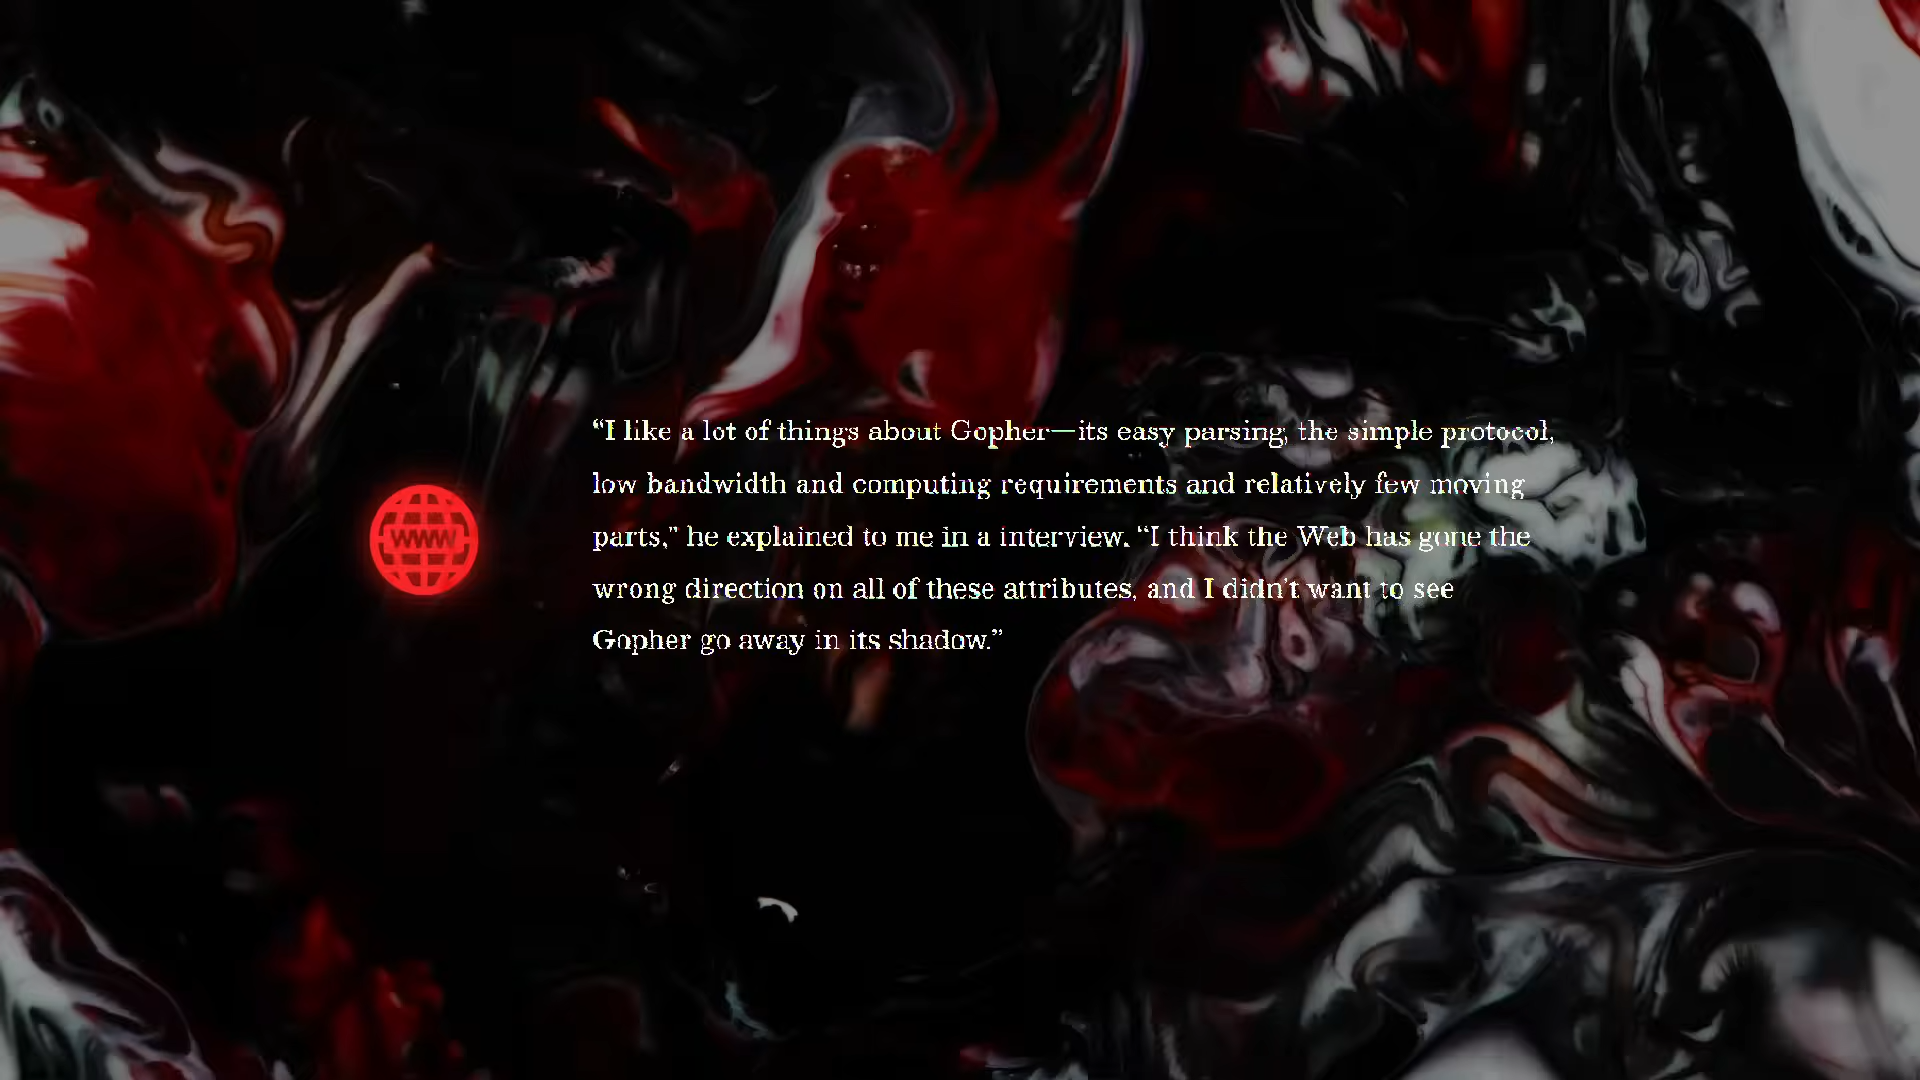 WWW
“I like a lot of things about Gopher—its easy parsing, the simple protocol,
low bandwidth and computing requirements and relatively few moving
parts,” he explained to me in a interview. “I think the Web has gone the
wrong direction on all of these attributes, and I didn’t want to see
Gopher go away in its shadow.”